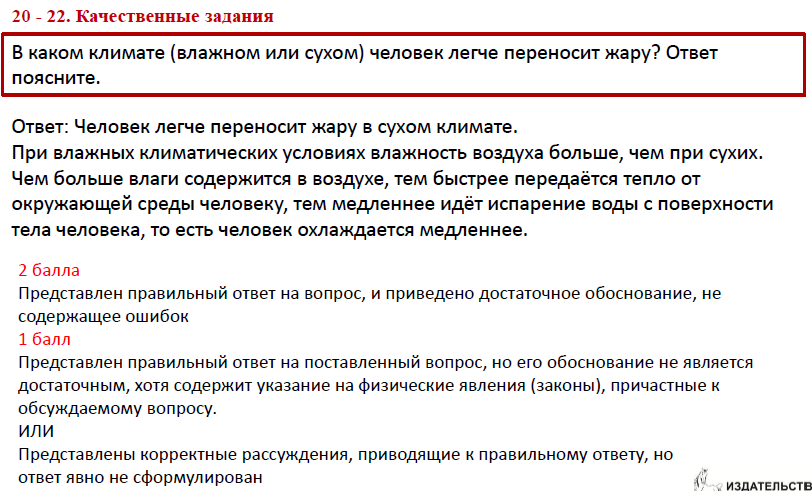 20 - 22. Качественные задания
В каком климате (влажном или сухом) человек легче переносит жару? Ответ
поясните.
Ответ: Человек легче переносит жару в сухом климате.
При влажных климатических условиях влажность воздуха больше, чем при сухих.
Чем больше влаги содержится в воздухе, тем быстрее передаётся тепло от
окружающей среды человеку, тем медленнее идёт испарение воды с поверхности
тела человека, то есть человек охлаждается медленнее.
2 балла
Представлен правильный ответ на вопрос, и приведено достаточное обоснование, не
содержащее ошибок
1 балл
Представлен правильный ответ на поставленный вопрос, но его обоснование не является
достаточным, хотя содержит указание на физические явления (законы), причастные к
обсуждаемому вопросу.
ИЛИ
Представлены корректные рассуждения, приводящие к правильному ответу, но
ответ явно не сформулирован
ИЗДАТЕЛЬСТВ